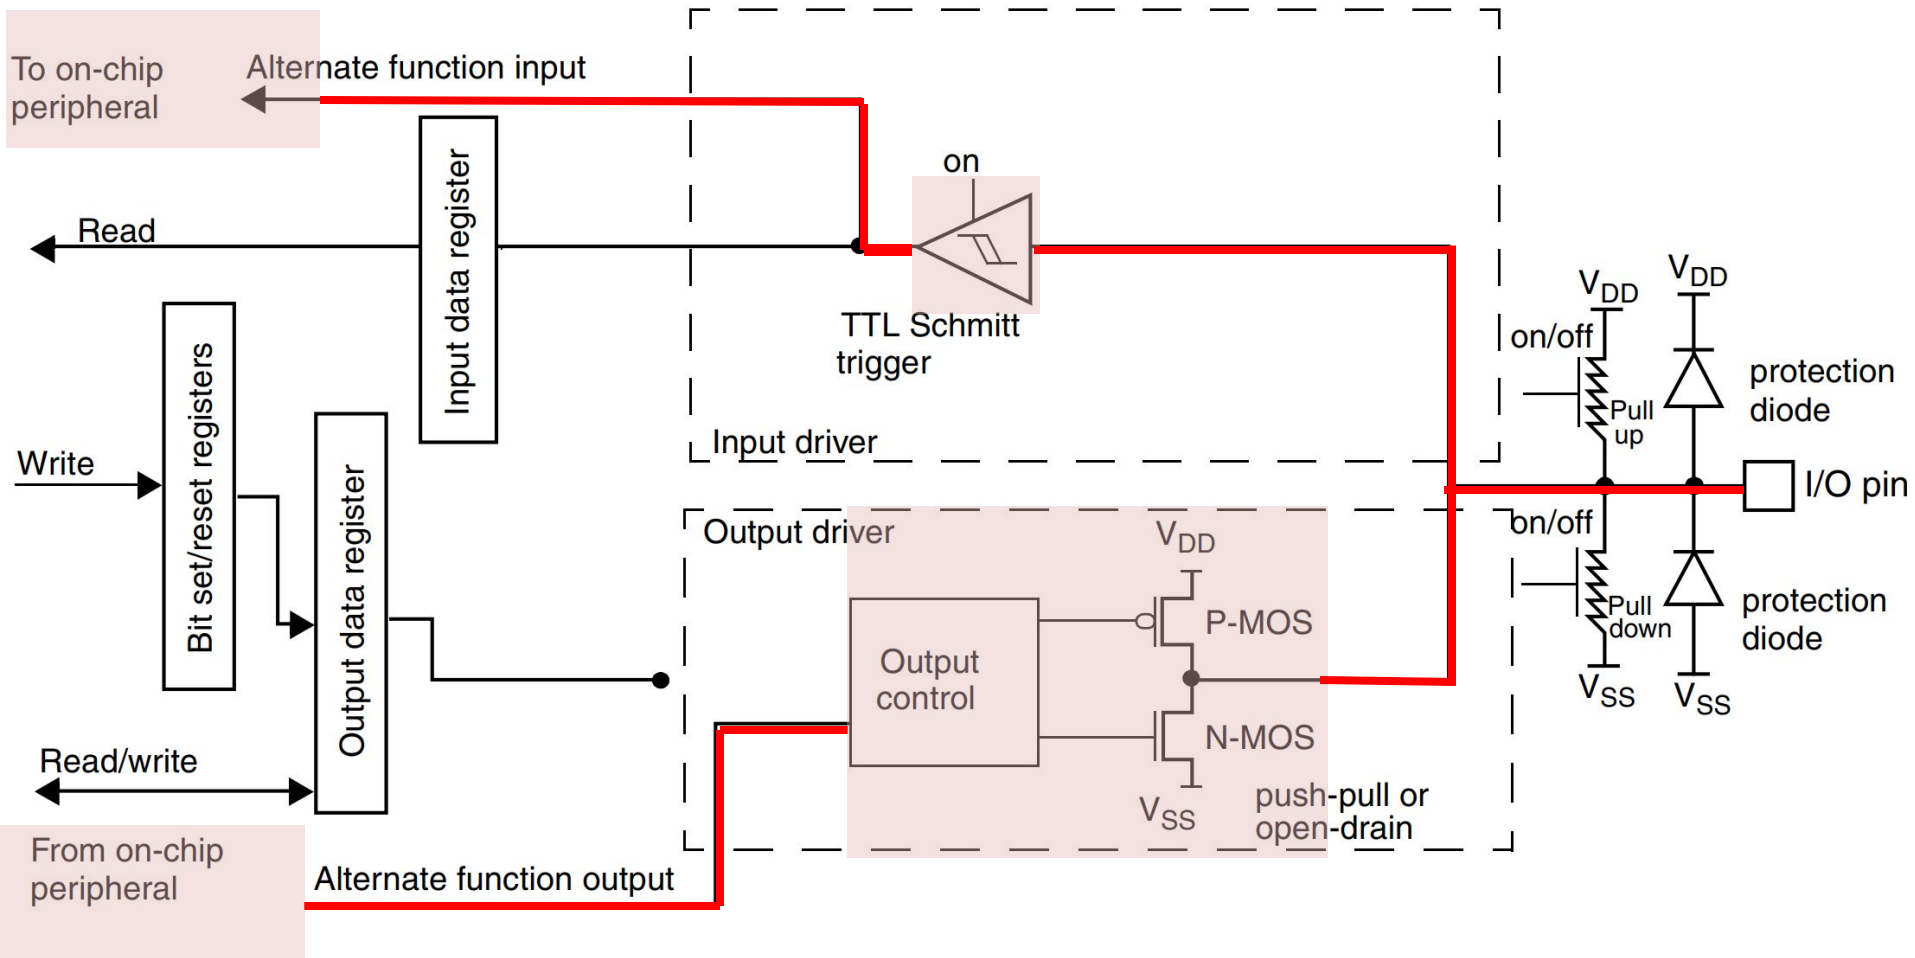 To on-chip
peripheral
Alternate function input
on
Read
Input data register
TTL Schmitt
trigger
Input driver
Write
Bit set/reset registers
Output data register
Read/write
From on-chip
peripheral
Alternate function output
Output driver
Output
control
VDD
P-MOS
N-MOS
VSS
push-pull or
open-drain
VDD
on/off
Pull
up
VDD
protection
diode
I/O pin
on/off
Pull
down
VSS
protection
diode
VSS